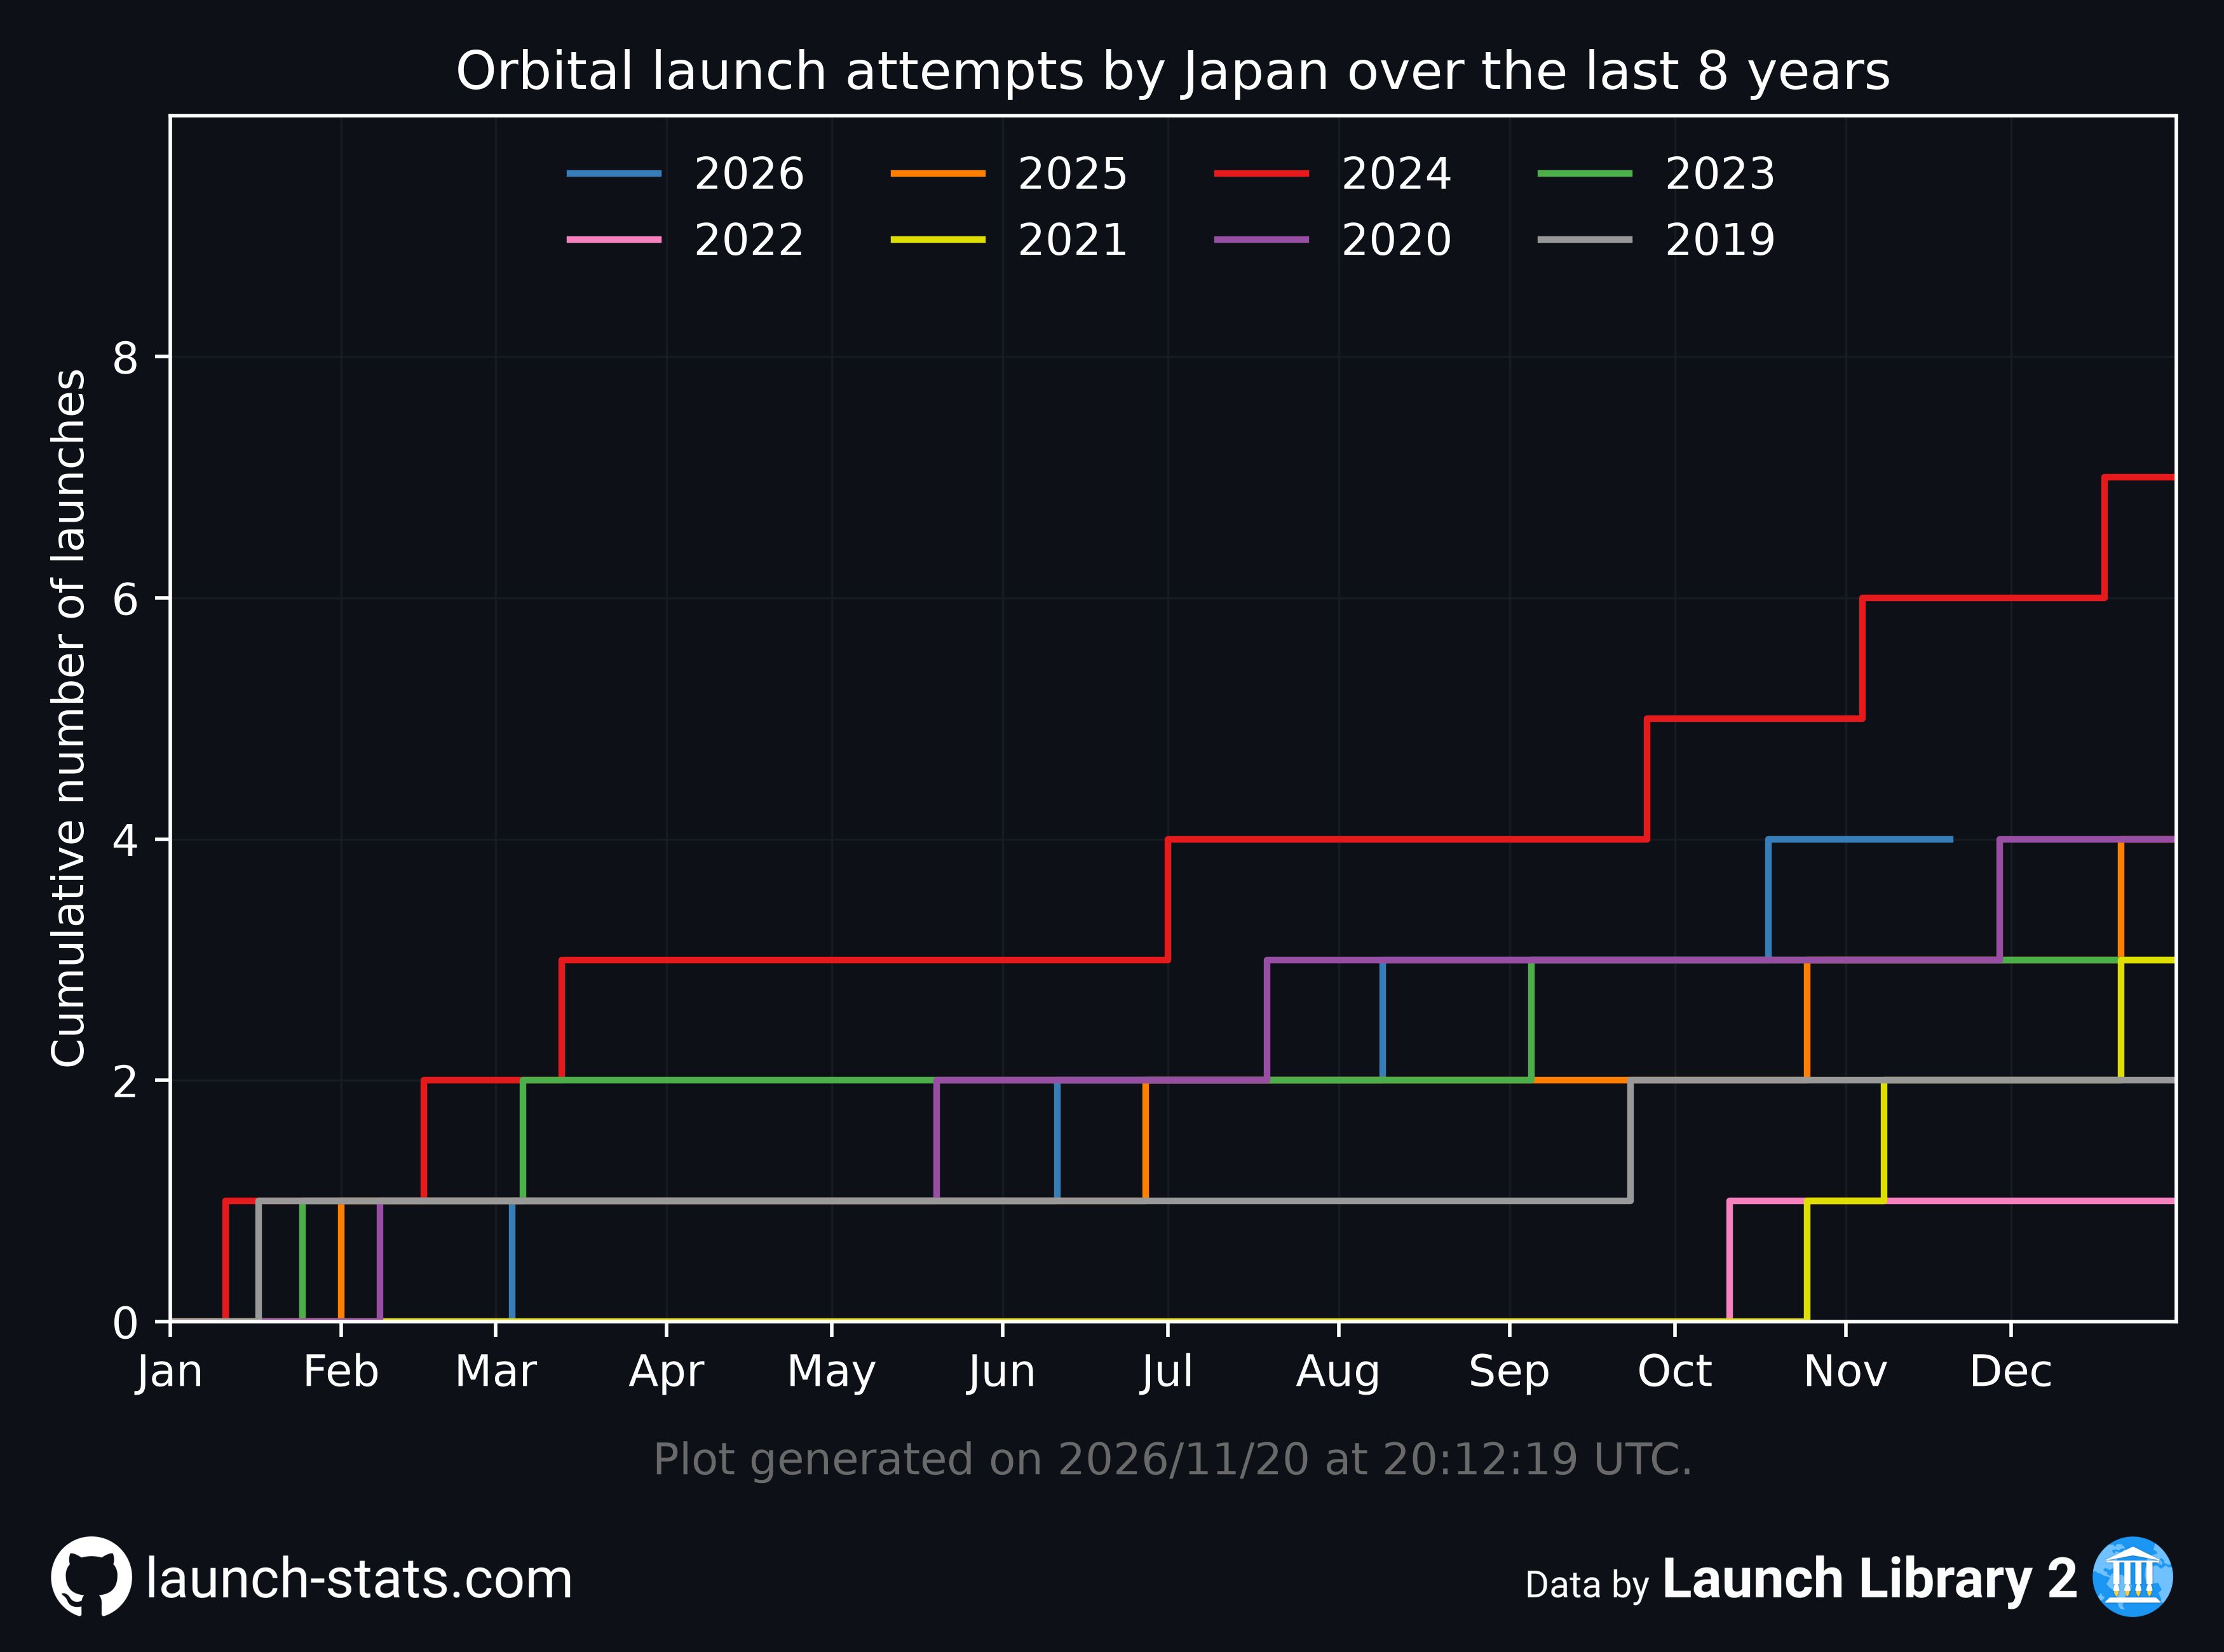 Orbital launch attempts by Japan over the last 8 years
2026 2025 2024 2023
2022 2021 2020 2019
Cumulative number of launches
8
6
4
2
0
Jan Feb Mar Apr May Jun Jul Aug Sep Oct Nov Dec
Plot generated on 2026/11/20 at 20:12:19 UTC.
launch-stats.com
Data by Launch Library 2